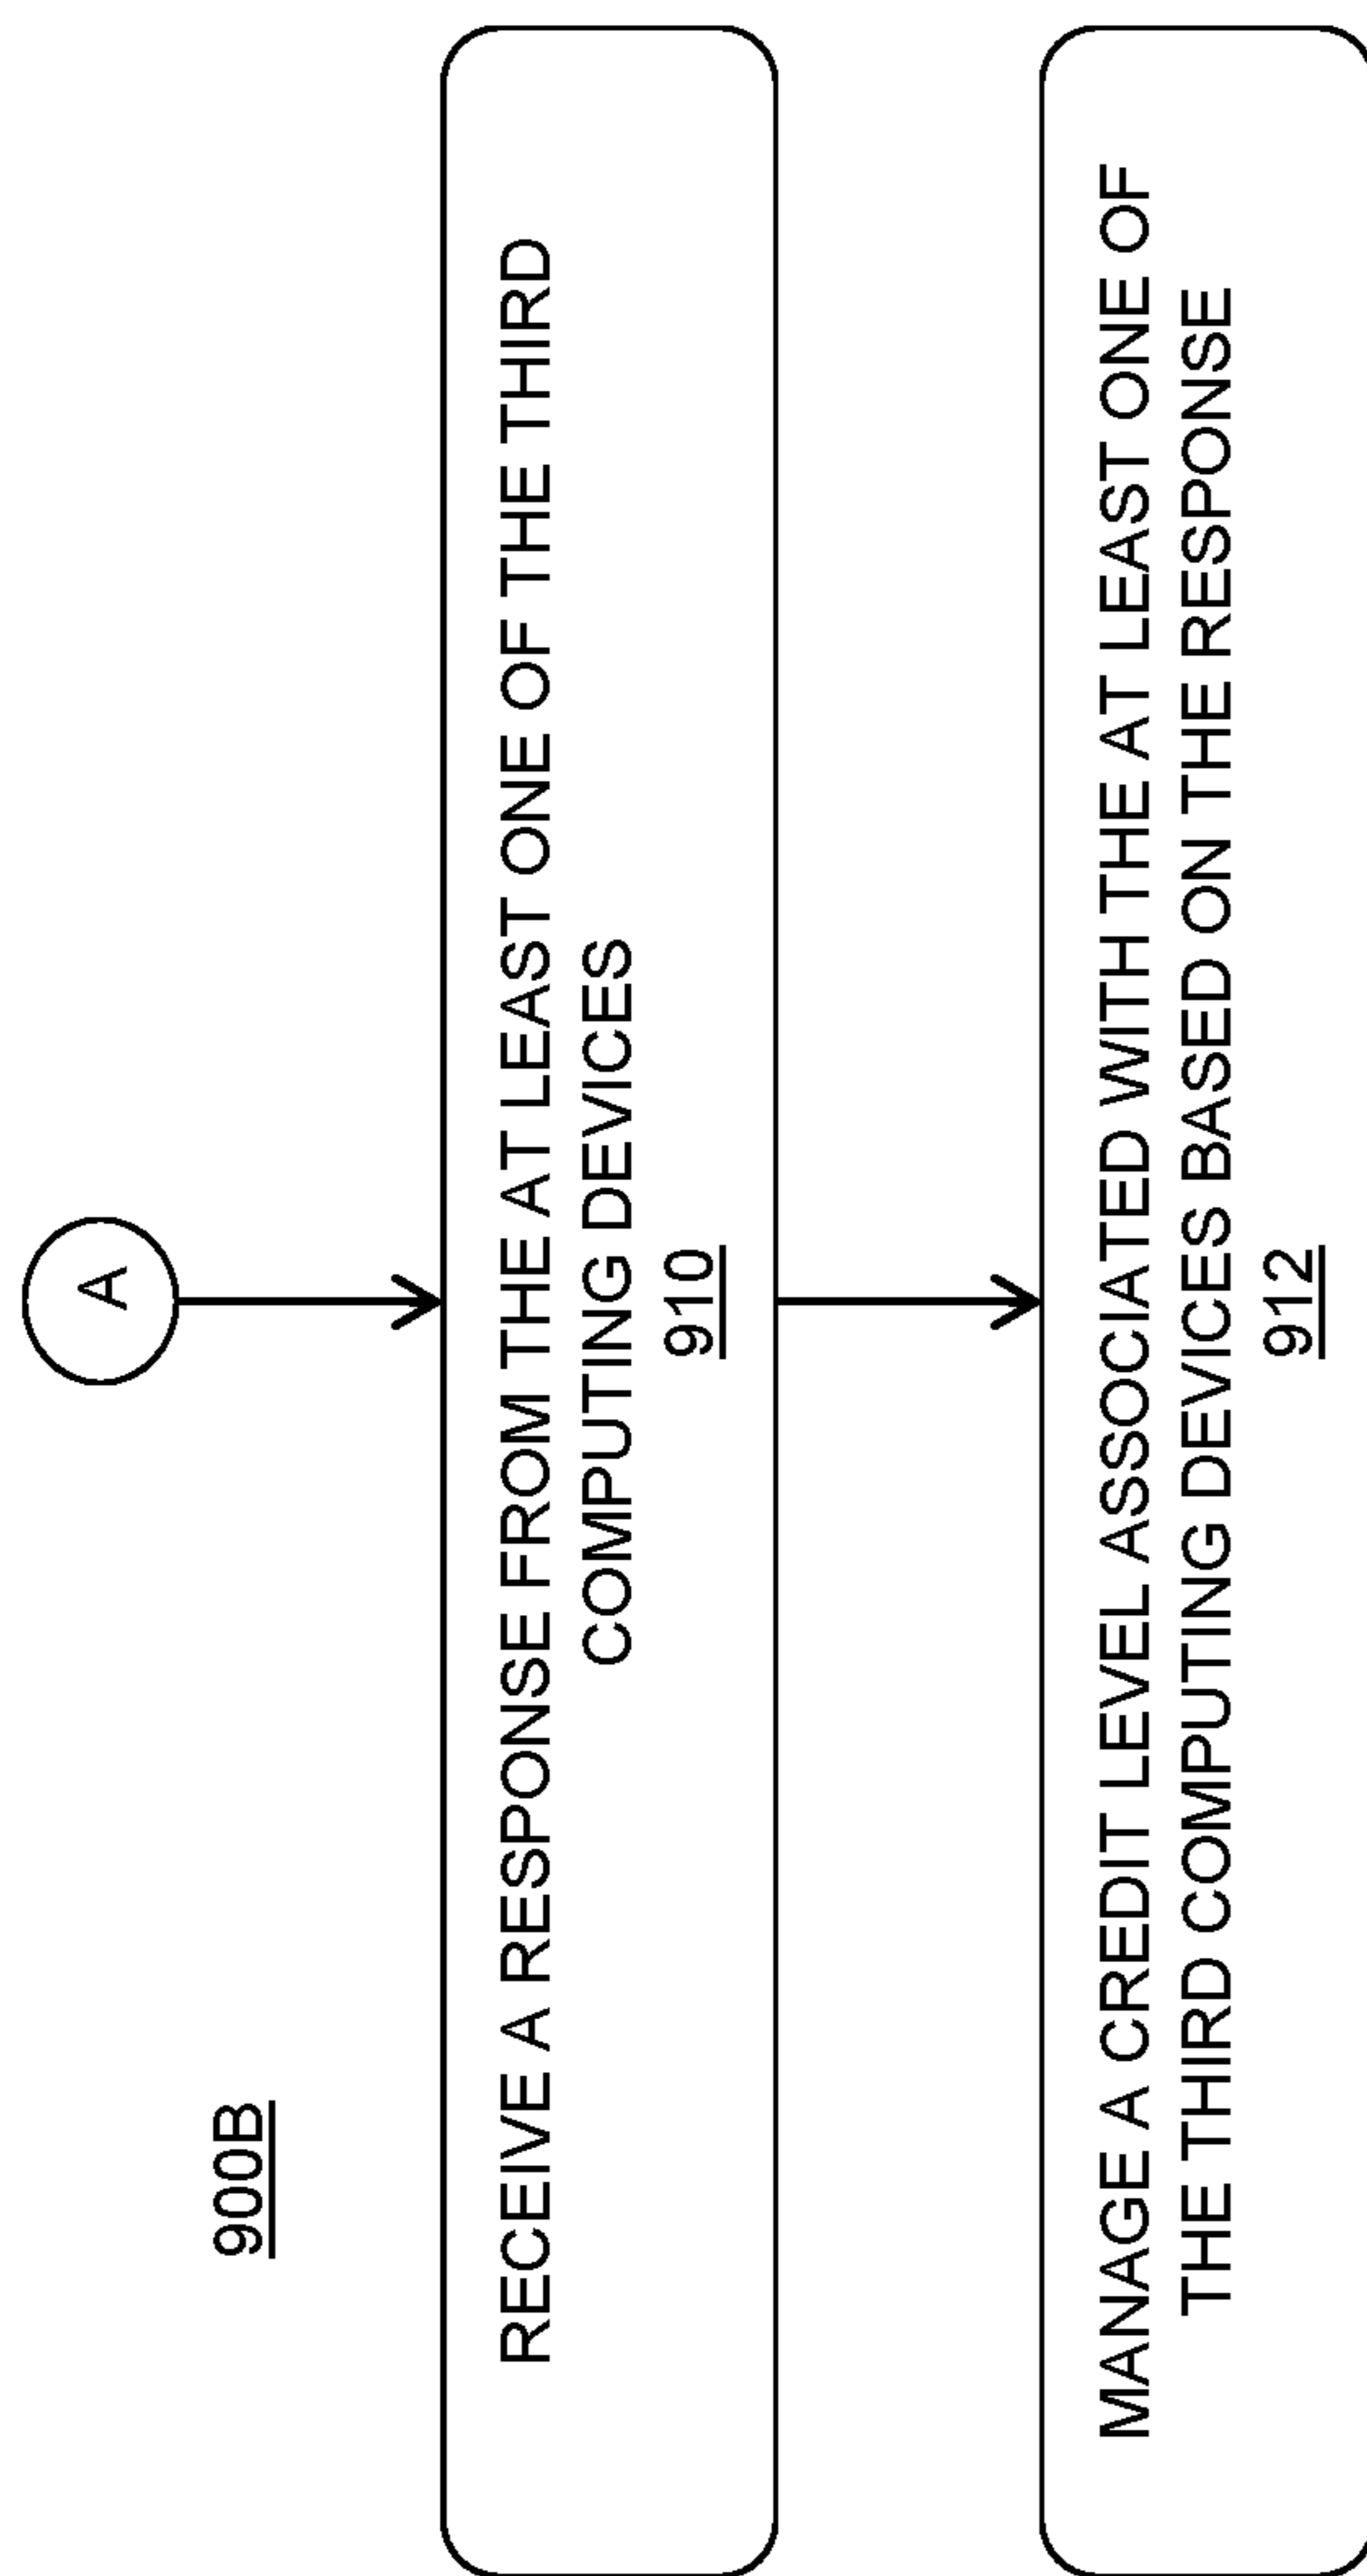 900B
A
RECEIVE A RESPONSE FROM THE AT LEAST ONE OF THE THIRD
COMPUTING DEVICES
910
MANAGE A CREDIT LEVEL ASSOCIATED WITH THE AT LEAST ONE OF
THE THIRD COMPUTING DEVICES BASED ON THE RESPONSE
912